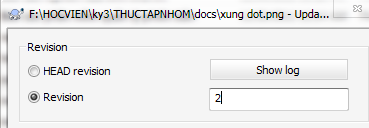 F:\HOCVIEN\ky3\THUCTAPNHOM\docs\xung dot.png - Upda...
Revision
HEAD revision
Show log
Revision
2